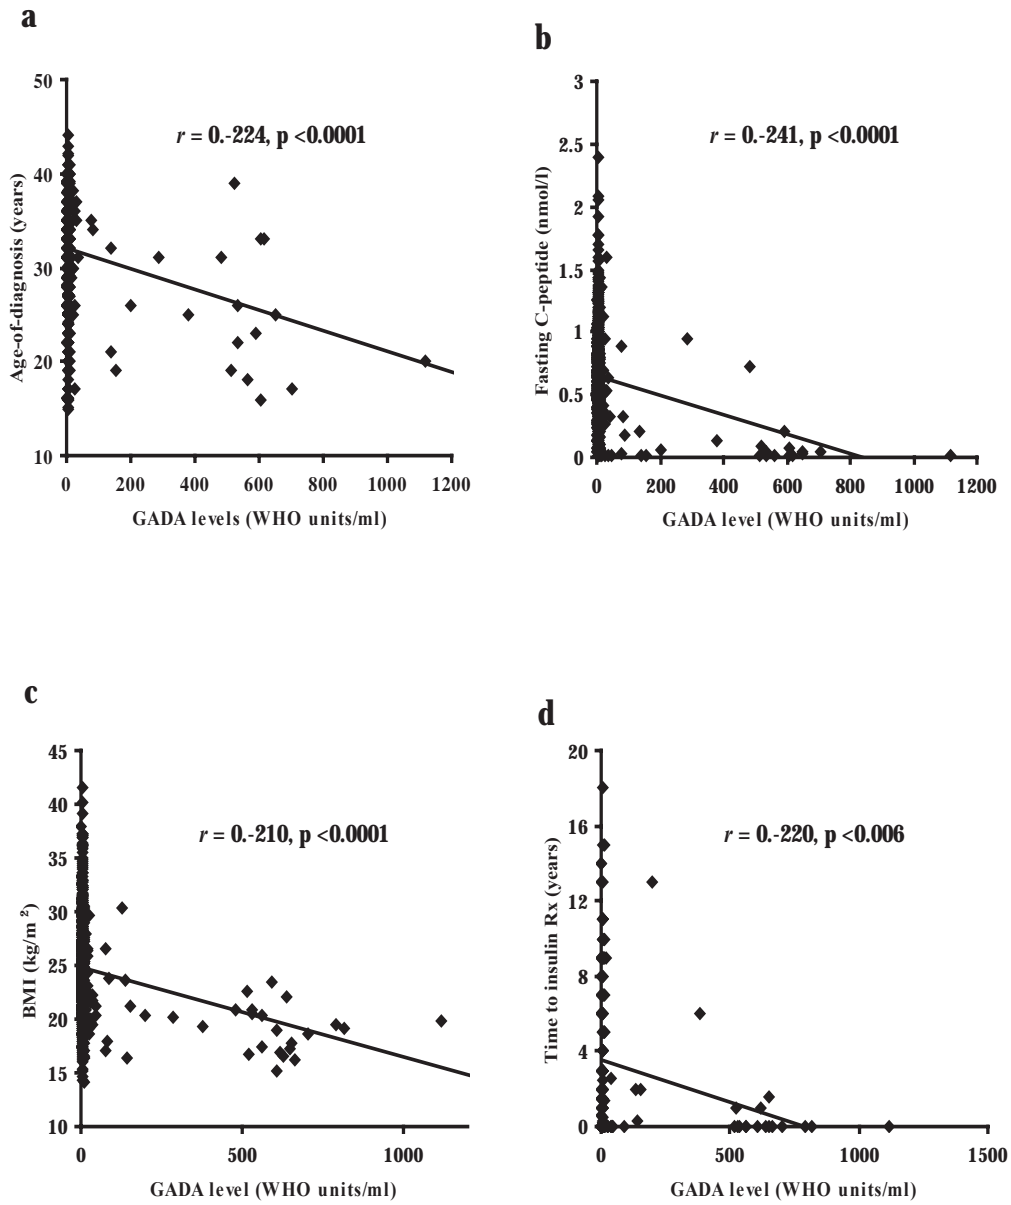 a
50
40
30
20
10
r = 0.-224, p <0.0001
Age-of-diagnosis (years)
0 200 400 600 800 1000 1200
GADA levels (WHO units/ml)
b
3
2.5
2
1.5
1
0.5
0
r = 0.-241, p <0.0001
Fasting C-peptide (nmol/l)
0 200 400 600 800 1000 1200
GADA level (WHO units/ml)
c
45
40
35
30
25
20
15
10
r = 0.-210, p <0.0001
BMI (kg/m ²)
0 500 1000
GADA level (WHO units/ml)
d
20
16
12
8
4
0
r = 0.-220, p <0.006
Time to insulin Rx (years)
0 500 1000 1500
GADA level (WHO units/ml)